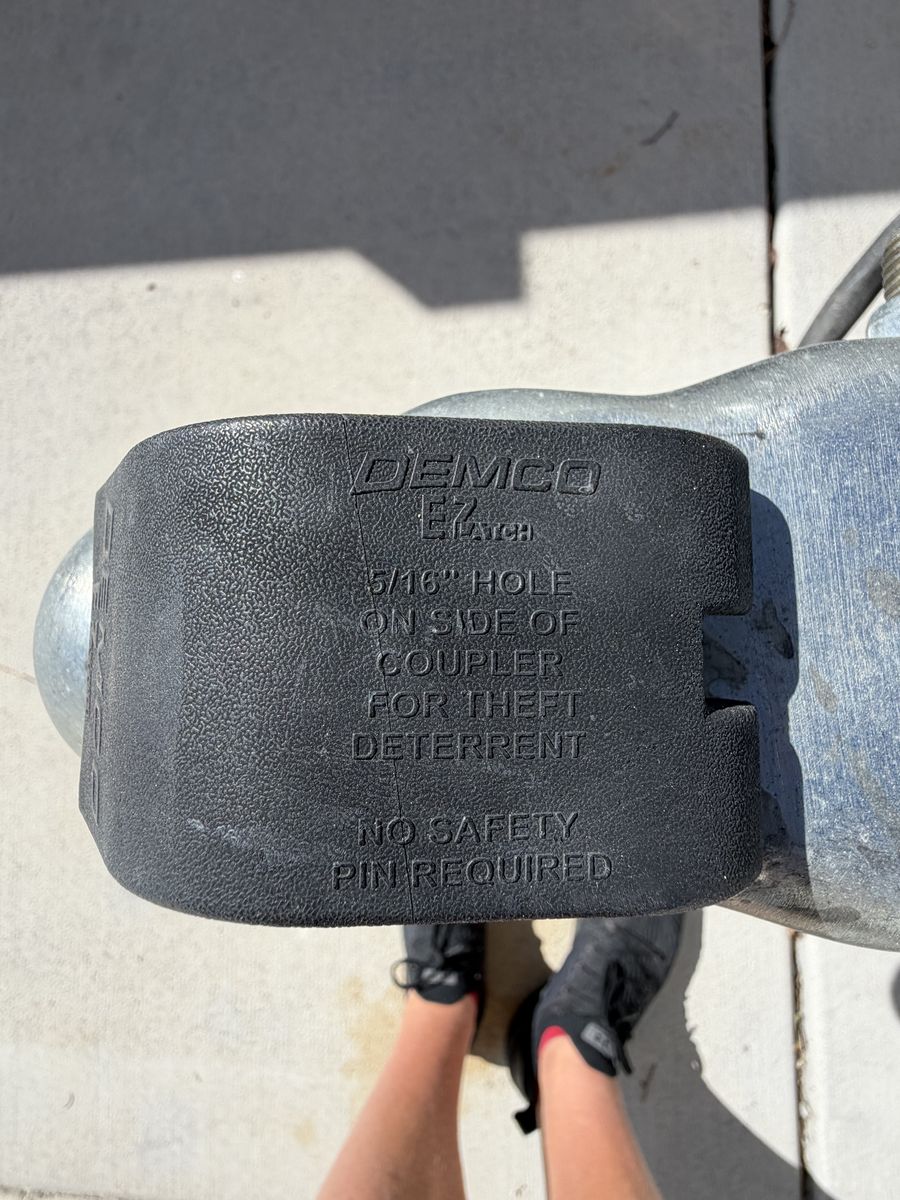 DEMCO
EZ LATCH
5/16" HOLE
ON SIDE OF
COUPLER
FOR THEFT
DETERRENT
NO SAFETY
PIN REQUIRED